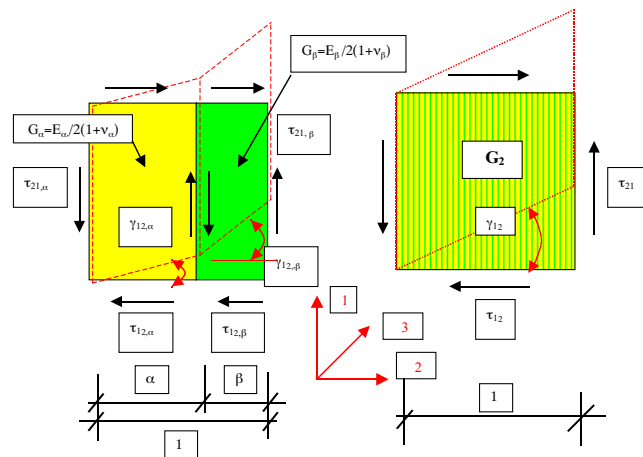 Gβ=Eβ/2(1+νβ)
Gα=Eα/2(1+να)
τ21,β
G2
τ21,α
τ21
γ12,α
γ12
γ12,β
1
τ12,α
τ12,β
3
τ12
2
α
β
1
1